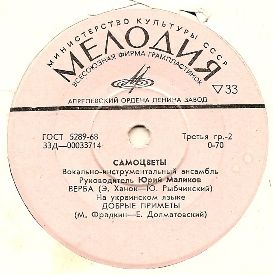 МИНИСТЕРСТВО КУЛЬТУРЫ СССР
МЕЛОДИЯ
ВСЕСОЮЗНАЯ ФИРМА ГРАМПЛАСТИНОК
▽33
АПРЕЛЕВСКИЙ ОРДЕНА ЛЕНИНА ЗАВОД
ГОСТ 5289-68
33Д—00033714
Третья гр.-2
0-70
САМОЦВЕТЫ
Вокально-инструментальный ансамбль
Руководитель Юрий Маликов
ВЕРБА (Э. Ханок—Ю. Рыбчинский)
На украинском языке
ДОБРЫЕ ПРИМЕТЫ
(М. Фрадкин—Е. Долматовский)